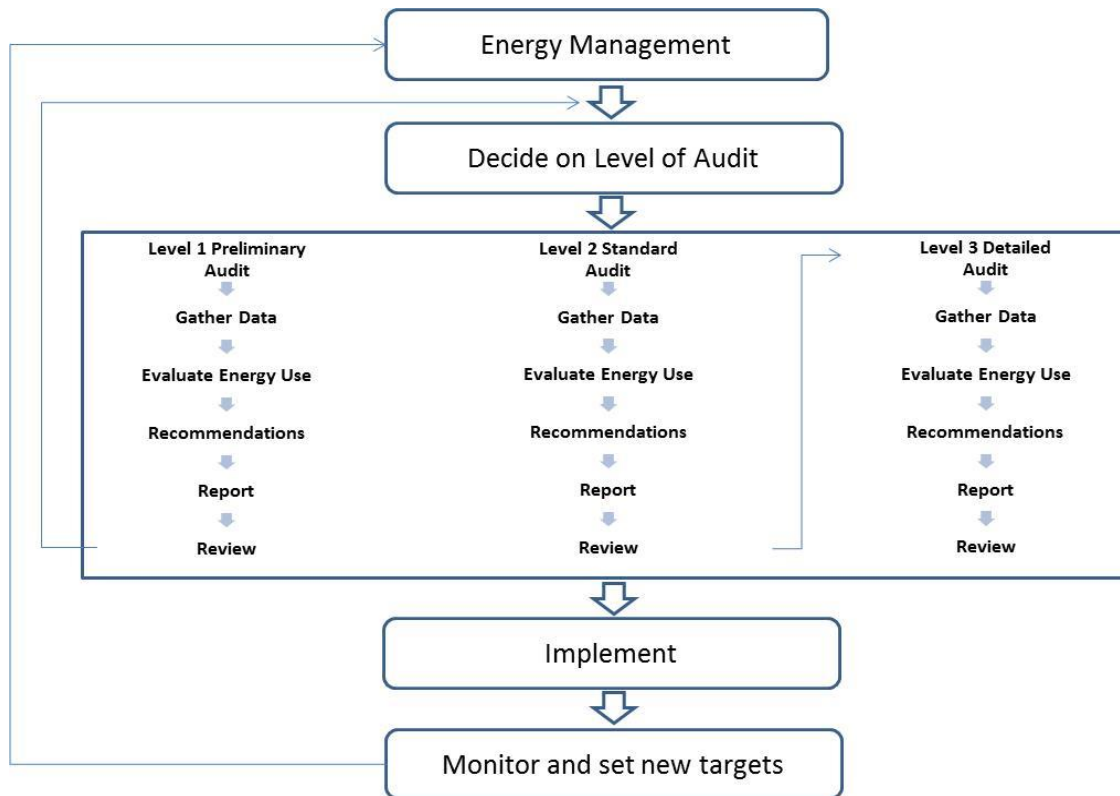 Energy Management
Decide on Level of Audit
Level 1 Preliminary
Audit
Gather Data
Evaluate Energy Use
Recommendations
Report
Review
Level 2 Standard
Audit
Gather Data
Evaluate Energy Use
Recommendations
Report
Review
Level 3 Detailed
Audit
Gather Data
Evaluate Energy Use
Recommendations
Report
Review
Implement
Monitor and set new targets